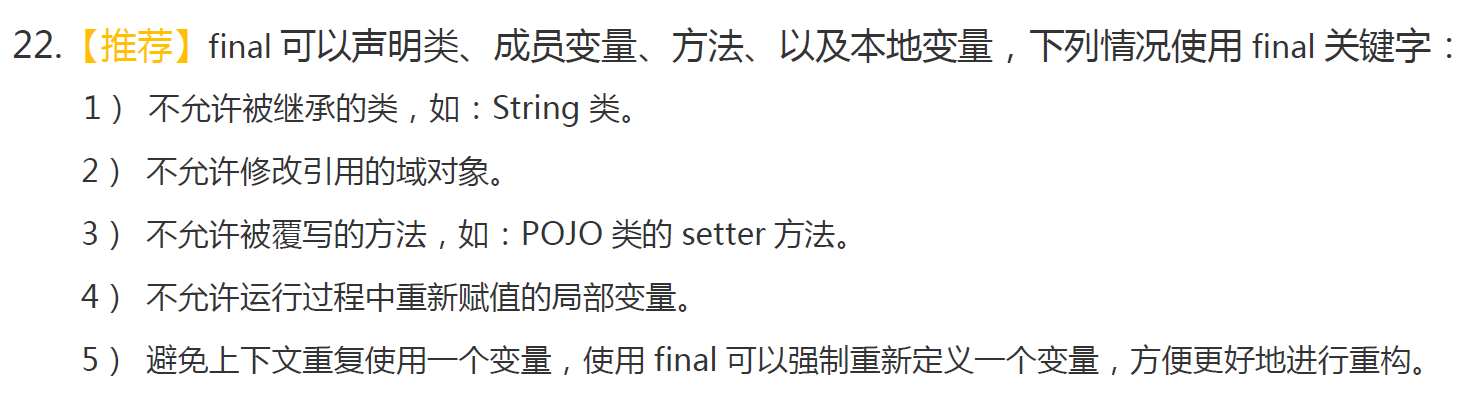 22.【推荐】final 可以声明类、成员变量、方法、以及本地变量，下列情况使用 final 关键字：
1） 不允许被继承的类，如：String 类。
2） 不允许修改引用的域对象。
3） 不允许被覆写的方法，如：POJO 类的 setter 方法。
4） 不允许运行过程中重新赋值的局部变量。
5） 避免上下文重复使用一个变量，使用 final 可以强制重新定义一个变量，方便更好地进行重构。